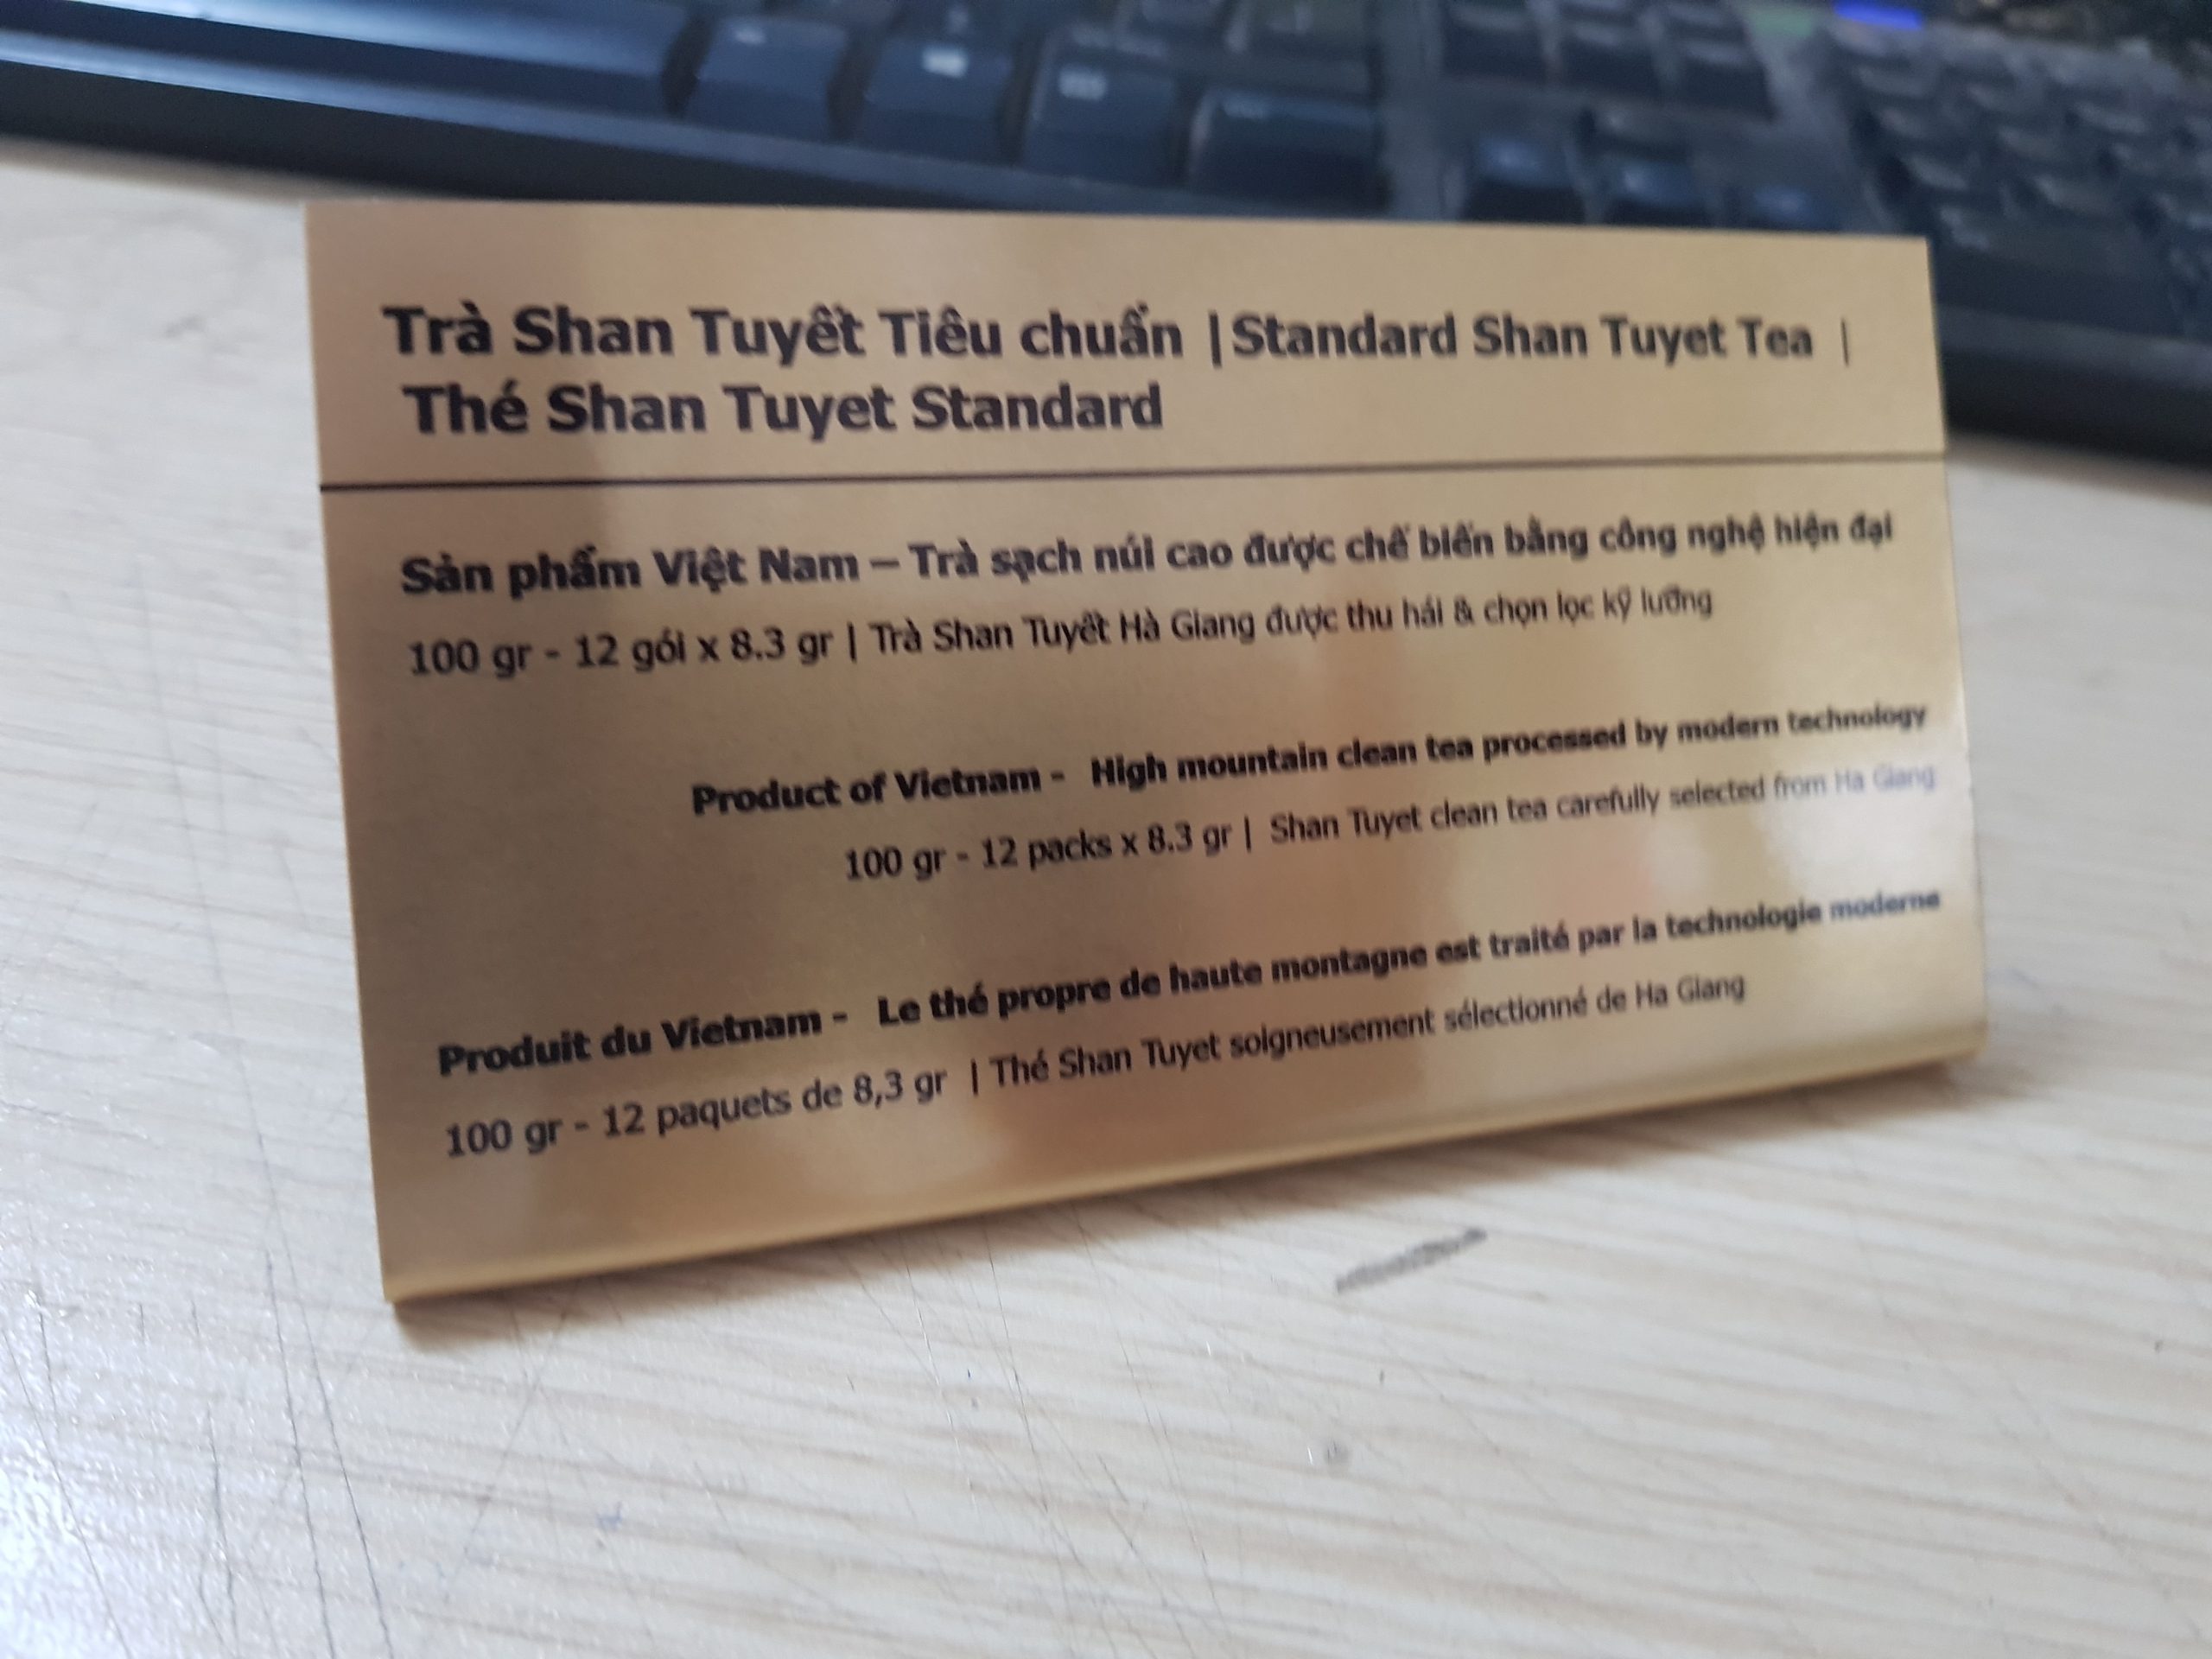 Trà Shan Tuyết Tiêu chuẩn | Standard Shan Tuyet Tea |
Thé Shan Tuyet Standard
Sản phẩm Việt Nam – Trà sạch núi cao được chế biến bằng công nghệ hiện đại
100 gr - 12 gói x 8.3 gr | Trà Shan Tuyết Hà Giang được thu hái & chọn lọc kỹ lưỡng
Product of Vietnam - High mountain clean tea processed by modern technology
100 gr - 12 packs x 8.3 gr | Shan Tuyet clean tea carefully selected from Ha Giang
Produit du Vietnam - Le thé propre de haute montagne est traité par la technologie moderne
100 gr - 12 paquets de 8,3 gr | Thé Shan Tuyet soigneusement sélectionné de Ha Giang